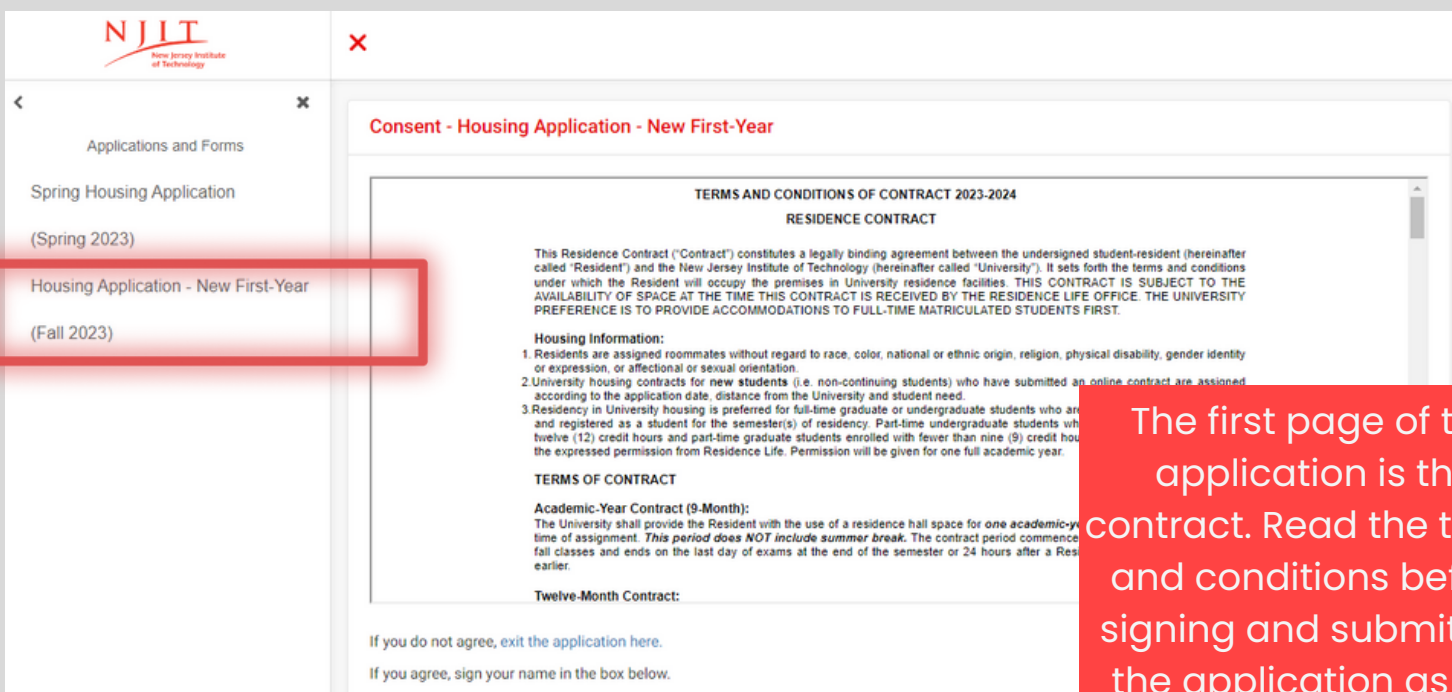 NJIT
New Jersey Institute
of Technology
Applications and Forms
Spring Housing Application
(Spring 2023)
Housing Application - New First-Year
(Fall 2023)
Consent - Housing Application - New First-Year
TERMS AND CONDITIONS OF CONTRACT 2023-2024
RESIDENCE CONTRACT
This Residence Contract ("Contract") constitutes a legally binding agreement between the undersigned student-resident (hereinafter
called "Resident") and the New Jersey Institute of Technology (hereinafter called "University"). It sets forth the terms and conditions
under which the Resident will occupy the premises in University residence facilities. THIS CONTRACT IS SUBJECT TO THE
AVAILABILITY OF SPACE AT THE TIME THIS CONTRACT IS RECEIVED BY THE RESIDENCE LIFE OFFICE. THE UNIVERSITY
PREFERENCE IS TO PROVIDE ACCOMMODATIONS TO FULL-TIME MATRICULATED STUDENTS FIRST.
Housing Information:
1. Residents are assigned roommates without regard to race, color, national or ethnic origin, religion, physical disability, gender identity
or expression, or affectional or sexual orientation.
2.University housing contracts for new students (i.e. non-continuing students) who have submitted an online contract are assigned
according to the application date, distance from the University and student need.
3.Residency in University housing is preferred for full-time graduate or undergraduate students who are
and registered as a student for the semester(s) of residency. Part-time undergraduate students wh
twelve (12) credit hours and part-time graduate students enrolled with fewer than nine (9) credit hou
the expressed permission from Residence Life. Permission will be given for one full academic year.
TERMS OF CONTRACT
Academic-Year Contract (9-Month):
The University shall provide the Resident with the use of a residence hall space for one academic-y
time of assignment. This period does NOT include summer break. The contract period commence
fall classes and ends on the last day of exams at the end of the semester or 24 hours after a Resi
earlier.
Twelve-Month Contract:
If you do not agree, exit the application here.
If you agree, sign your name in the box below.
The first page of t
application is th
contract. Read the t
and conditions bef
signing and submit
the application as